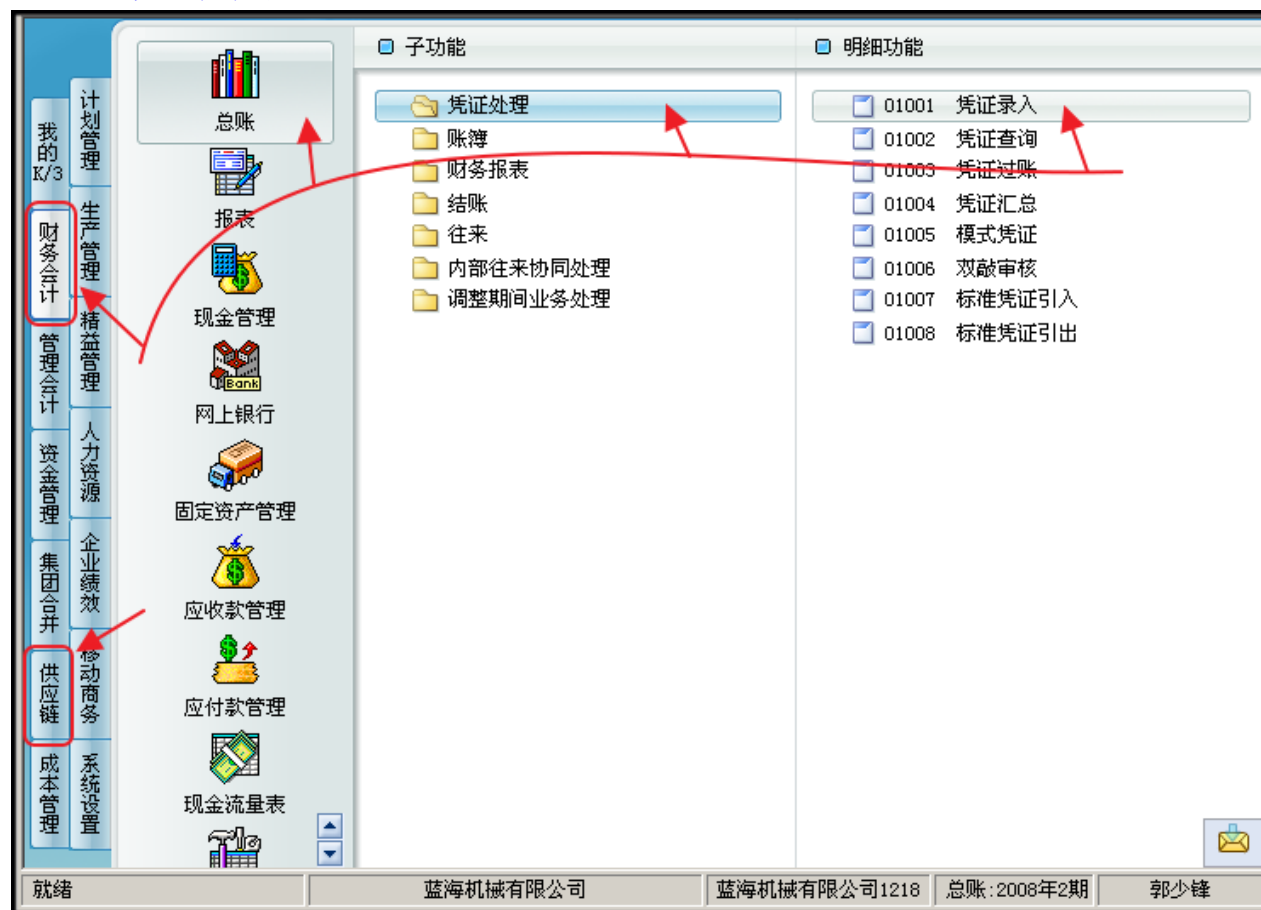 我的K/3
财务会计
管理会计
资金管理
集团合并
供应链
成本管理
计划管理
生产管理
精益管理
人力资源
企业绩效
移动商务
系统设置
总账
报表
现金管理
Bank
网上银行
固定资产管理
应收款管理
应付款管理
现金流量表
子功能
凭证处理
账簿
财务报表
结账
往来
内部往来协同处理
调整期间业务处理
明细功能
01001 凭证录入
01002 凭证查询
01003 凭证过账
01004 凭证汇总
01005 模式凭证
01006 双敲审核
01007 标准凭证引入
01008 标准凭证引出
就绪
蓝海机械有限公司
蓝海机械有限公司1218
总账:2008年2期
郭少锋